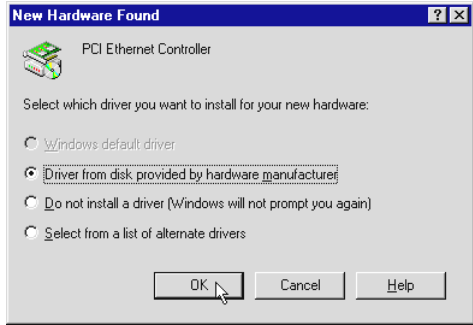 New Hardware Found
PCI Ethernet Controller
Select which driver you want to install for your new hardware:
Windows default driver
Driver from disk provided by hardware manufacturer
Do not install a driver (Windows will not prompt you again)
Select from a list of alternate drivers
OK Cancel Help